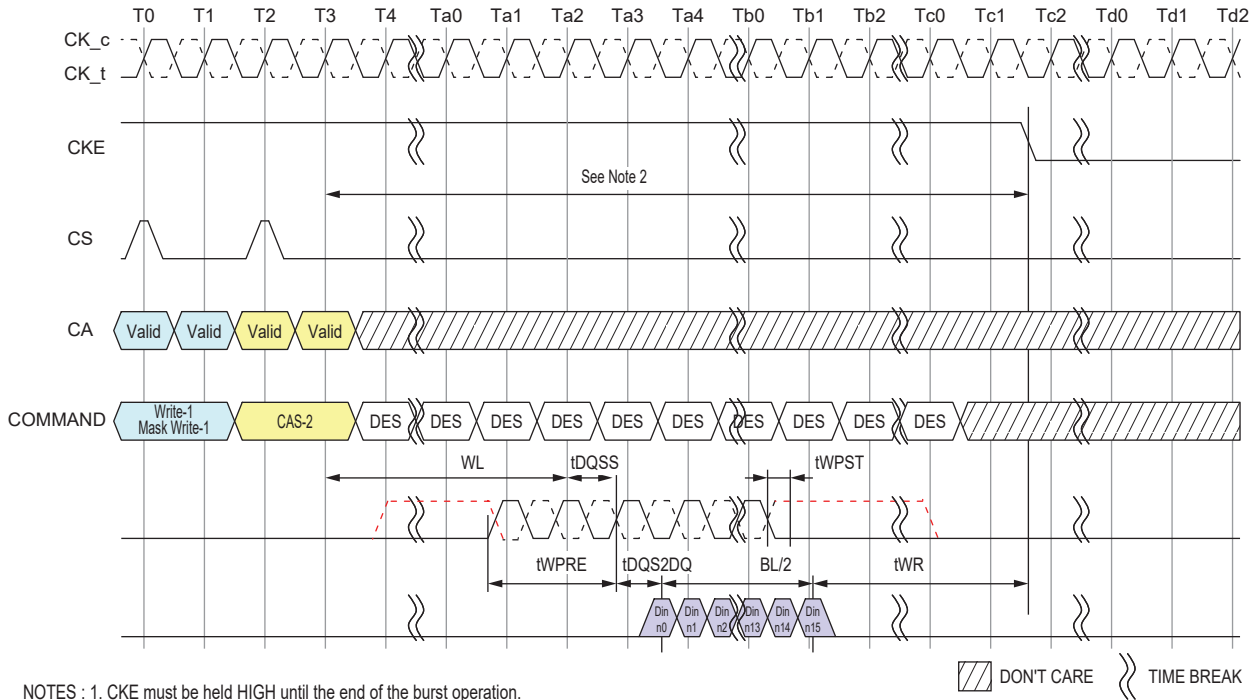 T0 T1 T2 T3 T4 Ta0 Ta1 Ta2 Ta3 Ta4 Tb0 Tb1 Tb2 Tc0 Tc1 Tc2 Td0 Td1 Td2
CK_c
CK_t
CKE
See Note 2
CS
CA Valid Valid Valid Valid
COMMAND Write-1 Mask Write-1 CAS-2 DES DES DES DES DES DES DES DES DES DES
WL tDQSS tWPST
tWPRE tDQS2DQ BL/2 tWR
Din n0 Din n1 Din n2 Din n13 Din n14 Din n15
DON'T CARE TIME BREAK
NOTES : 1. CKE must be held HIGH until the end of the burst operation.